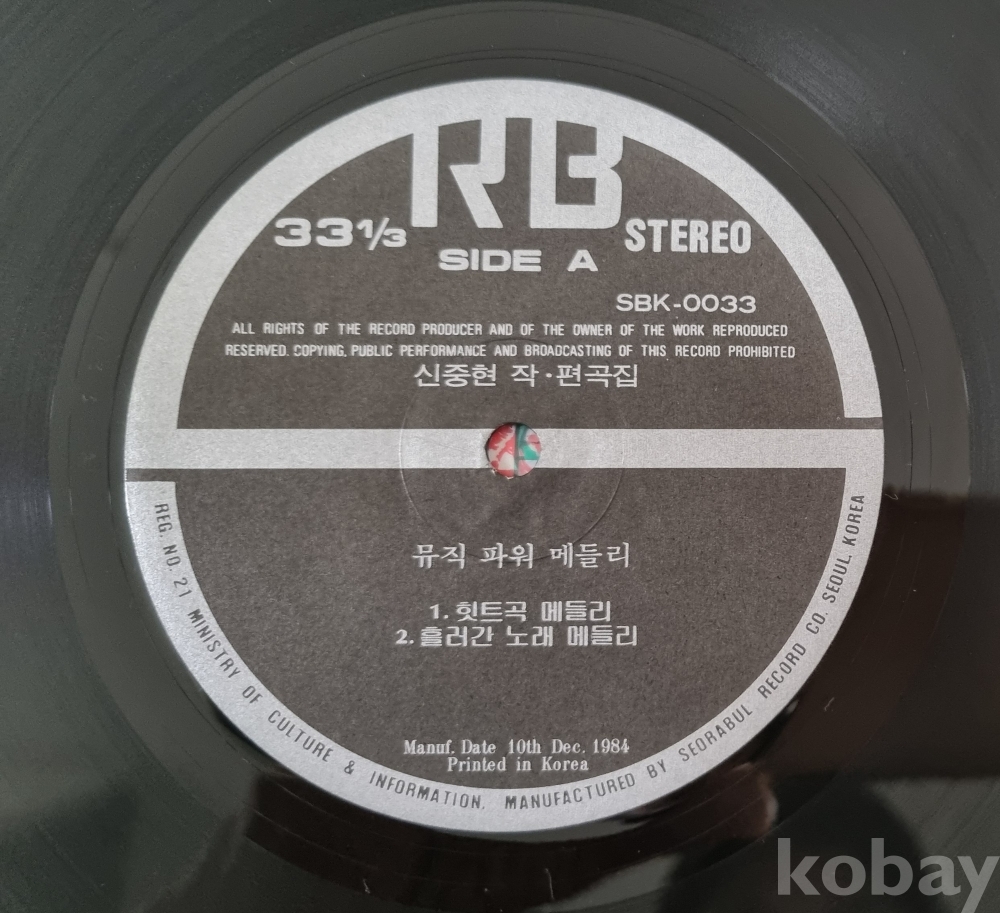 RB
33⅓
STEREO
SIDE A
SBK-0033
ALL RIGHTS OF THE RECORD PRODUCER AND OF THE OWNER OF THE WORK REPRODUCED
RESERVED. COPYING, PUBLIC PERFORMANCE AND BROADCASTING OF THIS RECORD PROHIBITED
신중현 작·편곡집
뮤직 파워 메들리
1. 힛트곡 메들리
2. 흘러간 노래 메들리
Manuf. Date 10th Dec. 1984
Printed in Korea
REG. NO. 21 MINISTRY OF CULTURE & INFORMATION. MANUFACTURED BY SEORABUL RECORD CO. SEOUL KOREA
kobay